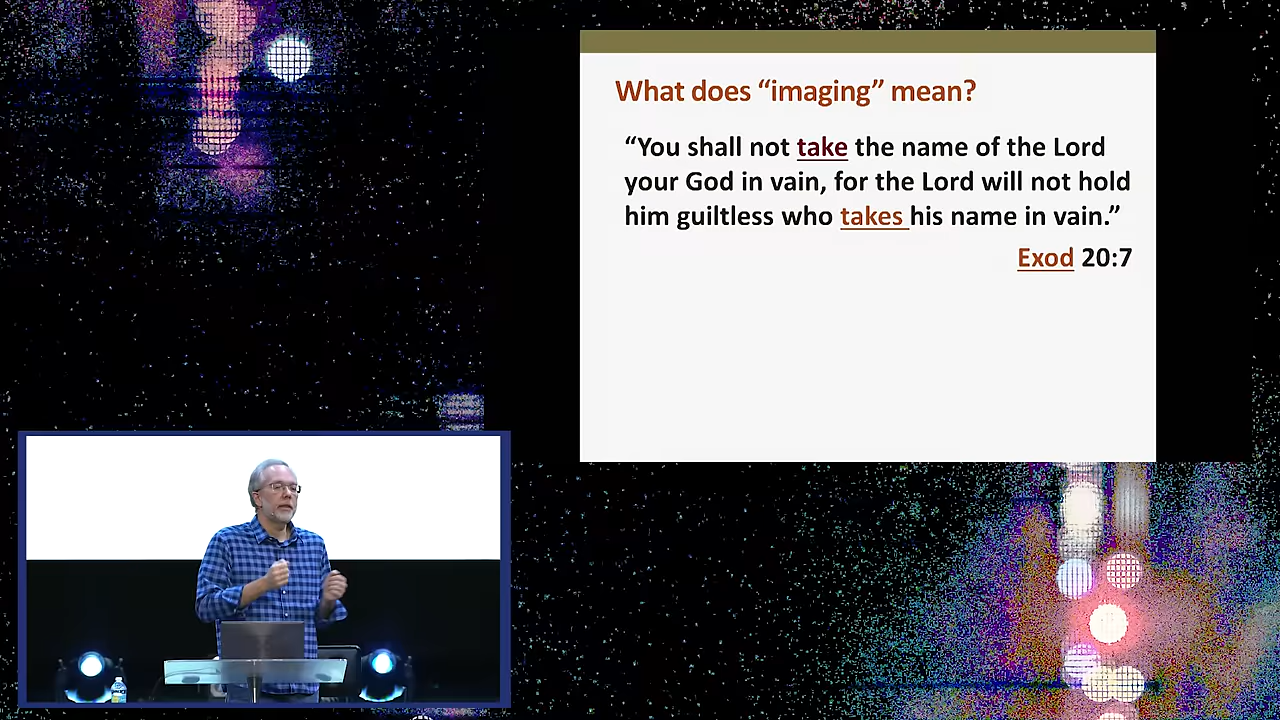 What does “imaging” mean?
“You shall not take the name of the Lord
your God in vain, for the Lord will not hold
him guiltless who takes his name in vain.”
Exod 20:7